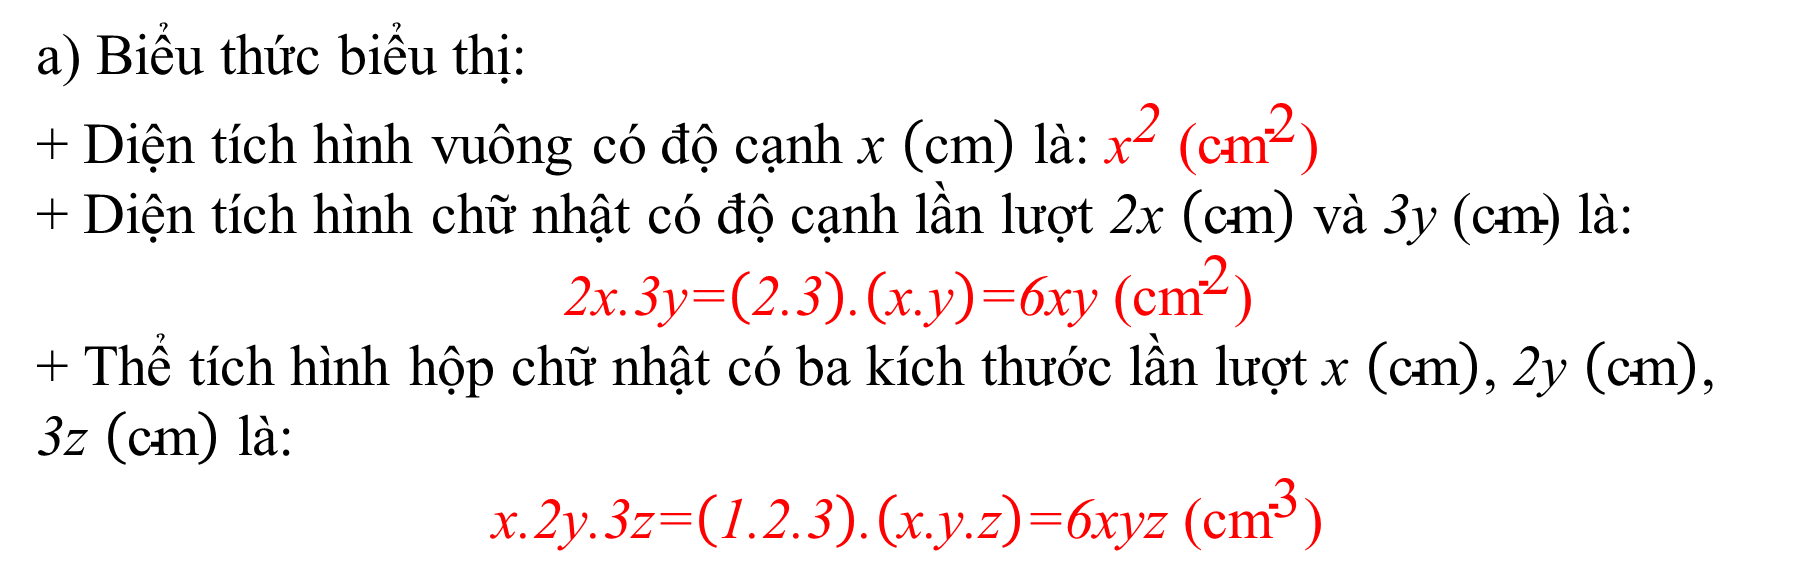 a) Biểu thức biểu thị:
+ Diện tích hình vuông có độ cạnh x (cm) là: x² (cm²)
+ Diện tích hình chữ nhật có độ cạnh lần lượt 2x (cm) và 3y (cm) là:
2x.3y=(2.3).(x.y)=6xy (cm²)
+ Thể tích hình hộp chữ nhật có ba kích thước lần lượt x (cm), 2y (cm),
3z (cm) là:
x.2y.3z=(1.2.3).(x.y.z)=6xyz (cm³)